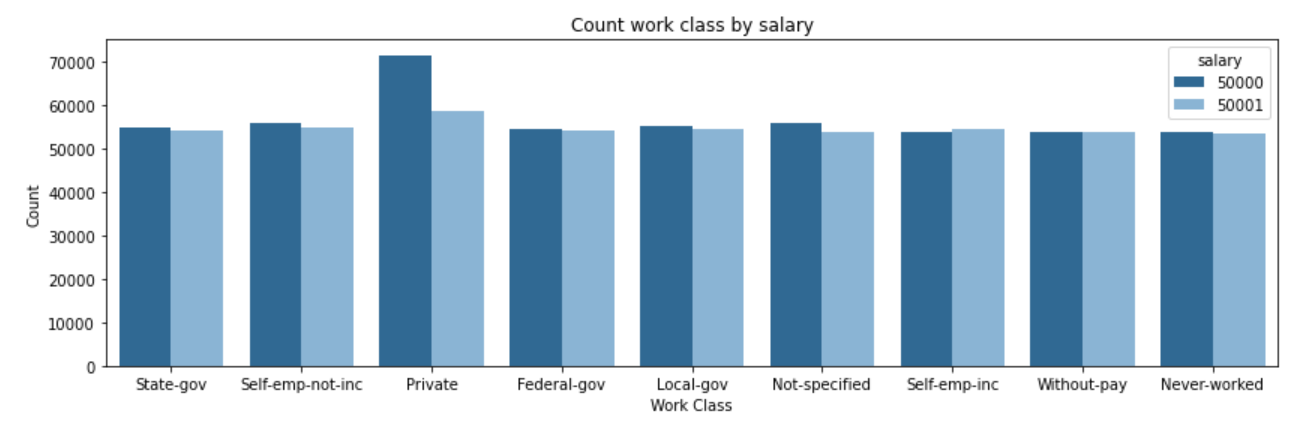 Count work class by salary
salary
50000
50001
Count
70000
60000
50000
40000
30000
20000
10000
0
State-gov Self-emp-not-inc Private Federal-gov Local-gov Not-specified Self-emp-inc Without-pay Never-worked
Work Class